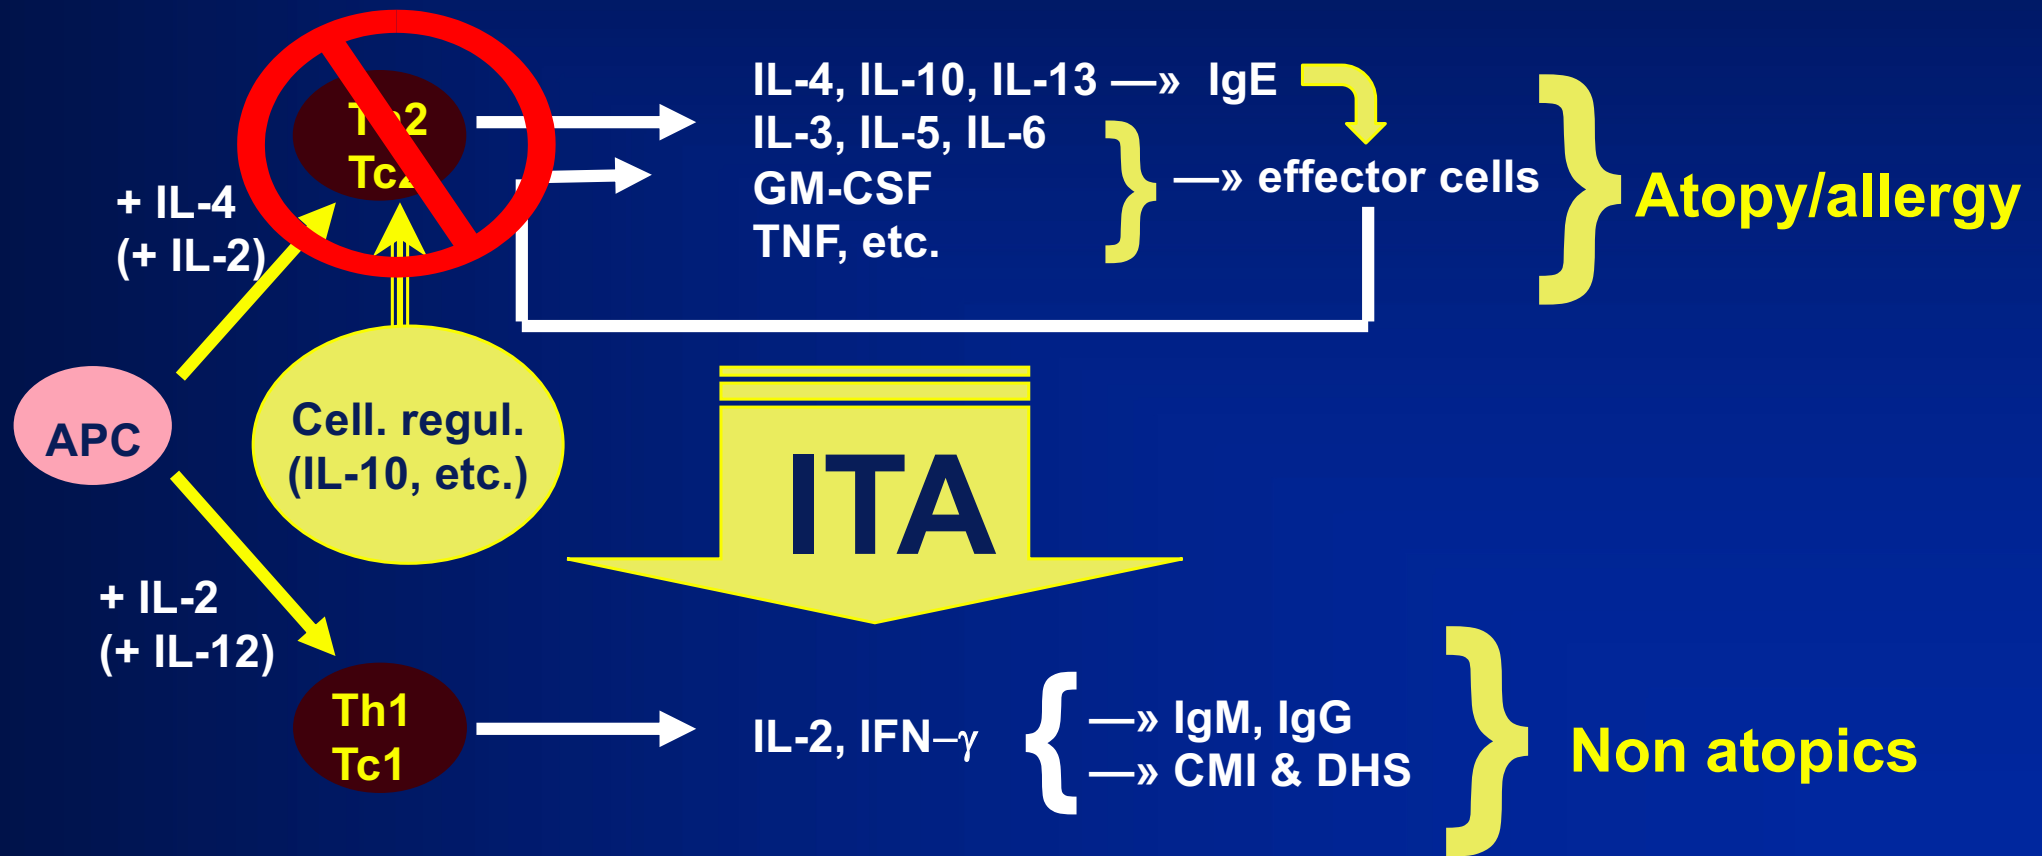 Th2
Tc2
+ IL-4
(+ IL-2)
IL-4, IL-10, IL-13 —» IgE
IL-3, IL-5, IL-6
GM-CSF
TNF, etc.
—» effector cells
Atopy/allergy
APC
Cell. regul.
(IL-10, etc.)
ITA
+ IL-2
(+ IL-12)
Th1
Tc1
IL-2, IFN–γ
—» IgM, IgG
—» CMI & DHS
Non atopics